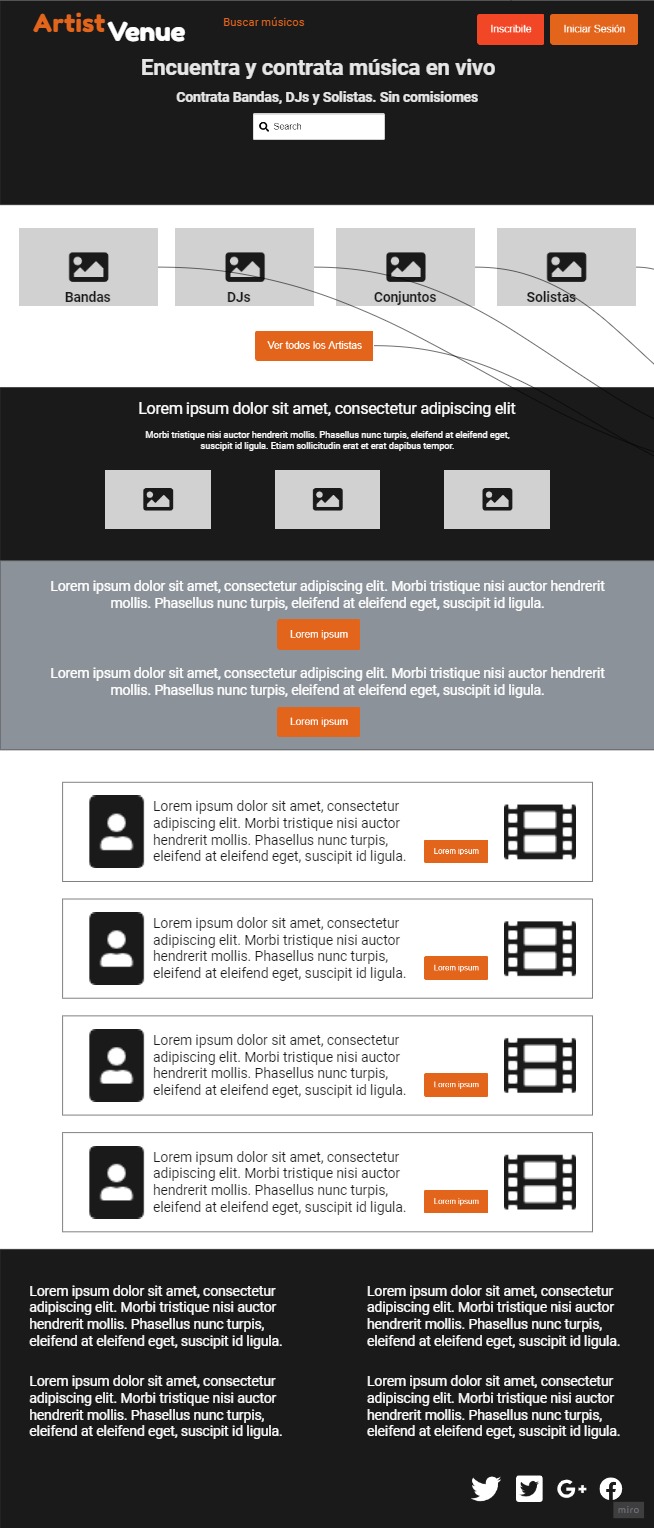 Artist Venue
Buscar músicos
Inscribite
Iniciar Sesión
Encuentra y contrata música en vivo
Contrata Bandas, DJs y Solistas. Sin comisiomes
Search
Bandas
DJs
Conjuntos
Solistas
Ver todos los Artistas
Lorem ipsum dolor sit amet, consectetur adipiscing elit
Morbi tristique nisi auctor hendrerit mollis. Phasellus nunc turpis, eleifend at eleifend eget,
suscipit id ligula. Etiam sollicitudin erat et erat dapibus tempor.
Lorem ipsum dolor sit amet, consectetur adipiscing elit. Morbi tristique nisi auctor hendrerit
mollis. Phasellus nunc turpis, eleifend at eleifend eget, suscipit id ligula.
Lorem ipsum
Lorem ipsum dolor sit amet, consectetur adipiscing elit. Morbi tristique nisi auctor hendrerit
mollis. Phasellus nunc turpis, eleifend at eleifend eget, suscipit id ligula.
Lorem ipsum
Lorem ipsum dolor sit amet, consectetur
adipiscing elit. Morbi tristique nisi auctor
hendrerit mollis. Phasellus nunc turpis,
eleifend at eleifend eget, suscipit id ligula.
Lorem ipsum
Lorem ipsum dolor sit amet, consectetur
adipiscing elit. Morbi tristique nisi auctor
hendrerit mollis. Phasellus nunc turpis,
eleifend at eleifend eget, suscipit id ligula.
Lorem ipsum
Lorem ipsum dolor sit amet, consectetur
adipiscing elit. Morbi tristique nisi auctor
hendrerit mollis. Phasellus nunc turpis,
eleifend at eleifend eget, suscipit id ligula.
Lorem ipsum
Lorem ipsum dolor sit amet, consectetur
adipiscing elit. Morbi tristique nisi auctor
hendrerit mollis. Phasellus nunc turpis,
eleifend at eleifend eget, suscipit id ligula.
Lorem ipsum
Lorem ipsum dolor sit amet, consectetur
adipiscing elit. Morbi tristique nisi auctor
hendrerit mollis. Phasellus nunc turpis,
eleifend at eleifend eget, suscipit id ligula.
Lorem ipsum dolor sit amet, consectetur
adipiscing elit. Morbi tristique nisi auctor
hendrerit mollis. Phasellus nunc turpis,
eleifend at eleifend eget, suscipit id ligula.
Lorem ipsum dolor sit amet, consectetur
adipiscing elit. Morbi tristique nisi auctor
hendrerit mollis. Phasellus nunc turpis,
eleifend at eleifend eget, suscipit id ligula.
Lorem ipsum dolor sit amet, consectetur
adipiscing elit. Morbi tristique nisi auctor
hendrerit mollis. Phasellus nunc turpis,
eleifend at eleifend eget, suscipit id ligula.
G+
miro